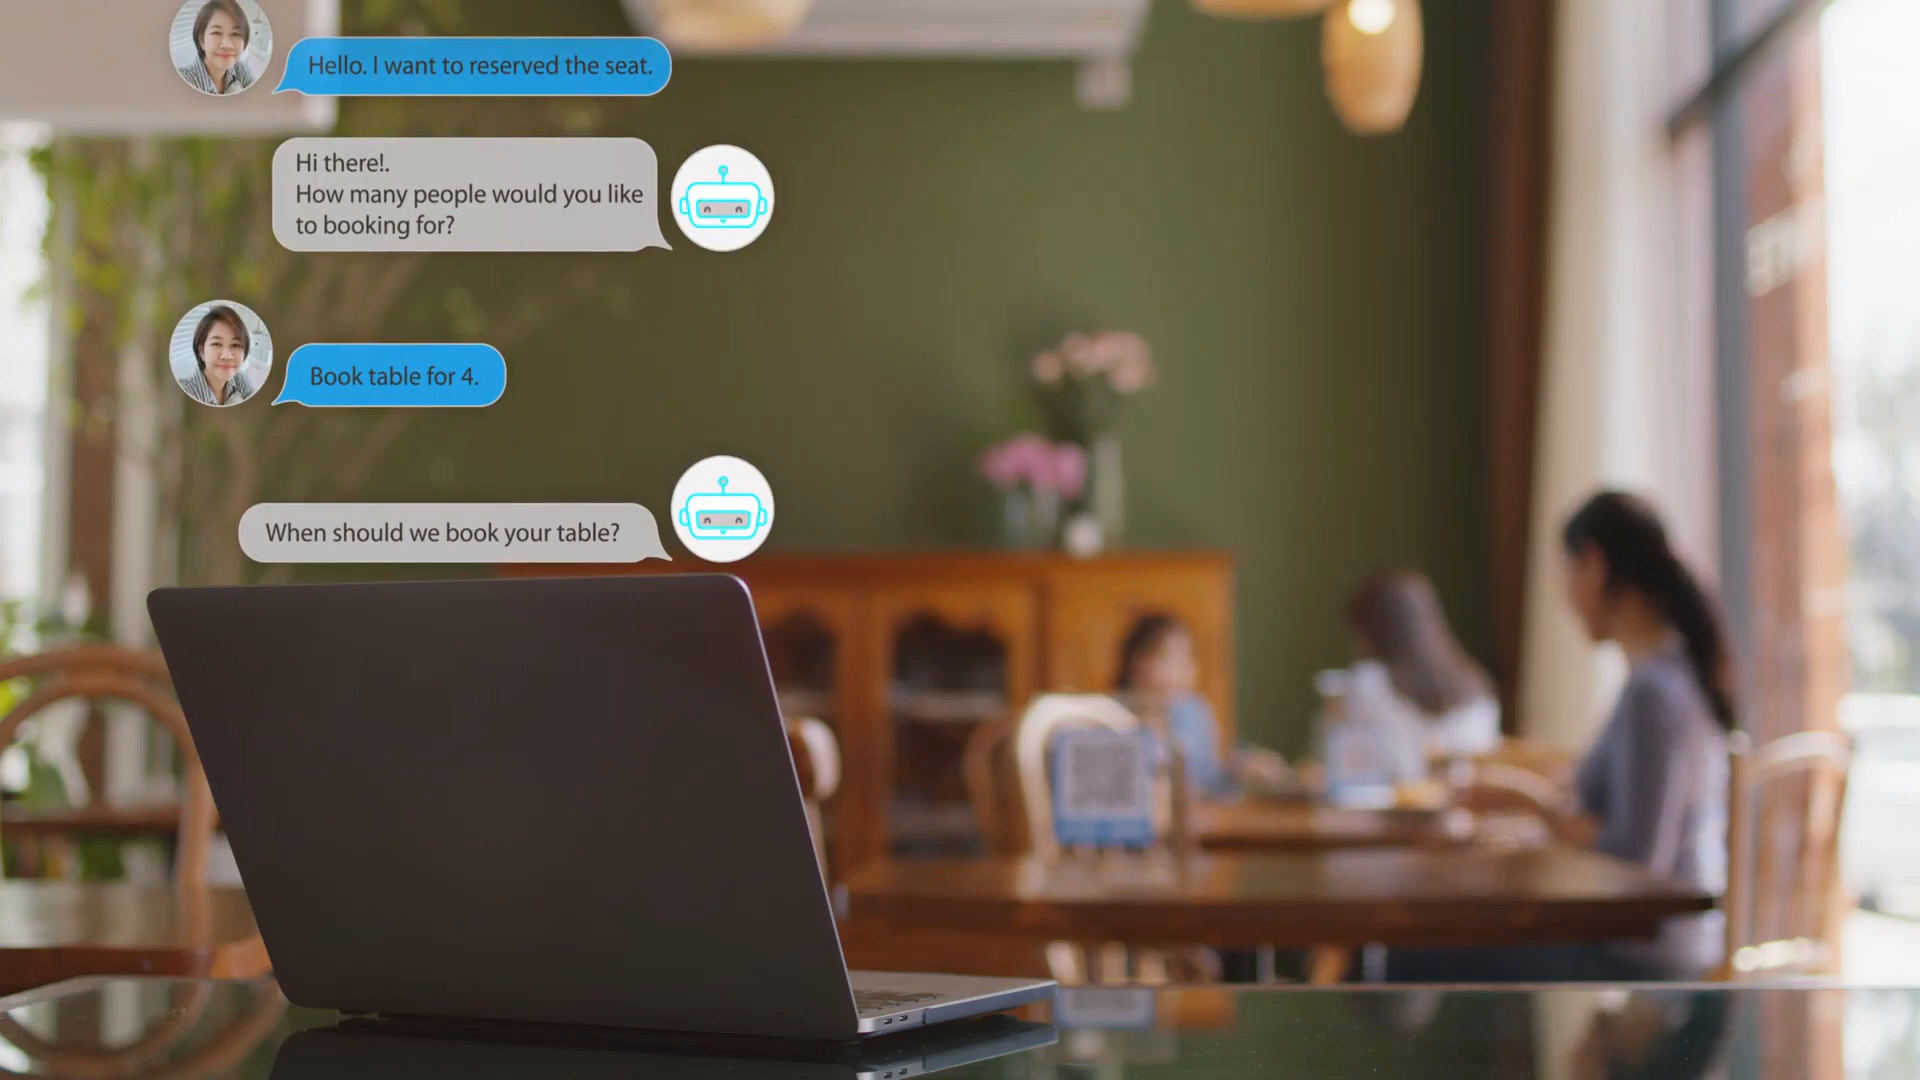 Hello. I want to reserved the seat.
Hi there!.
How many people would you like
to booking for?
Book table for 4.
When should we book your table?